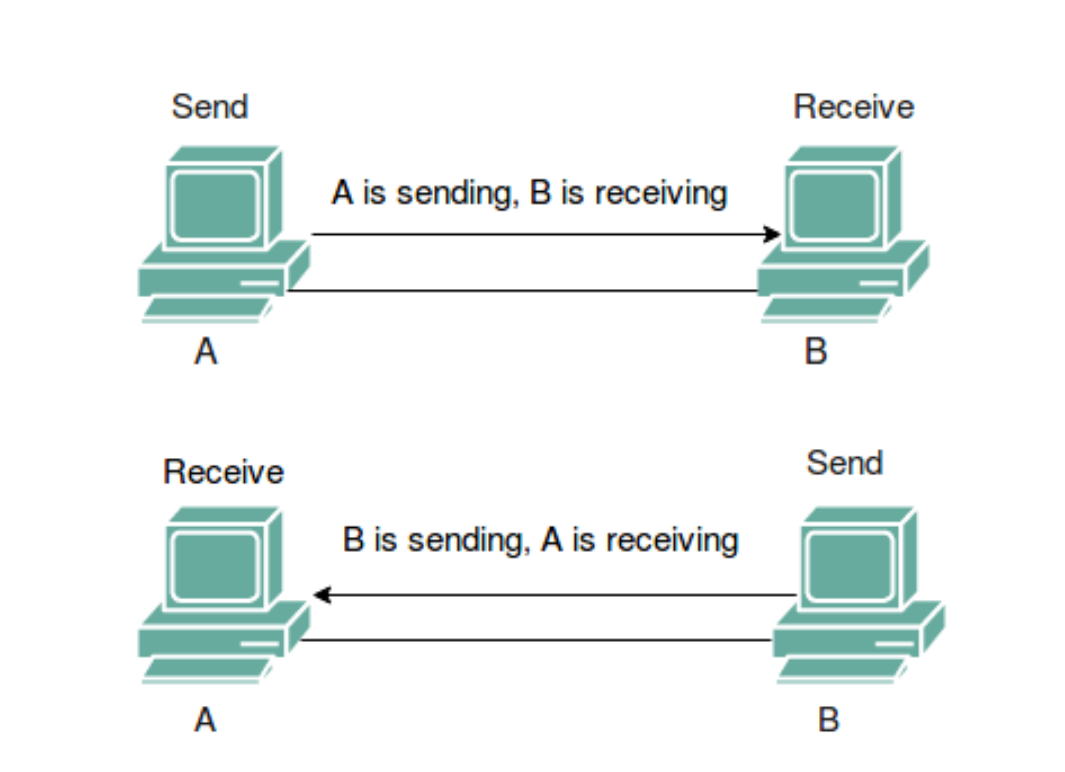 Send
Receive
A is sending, B is receiving
A
B
Receive
Send
B is sending, A is receiving
A
B